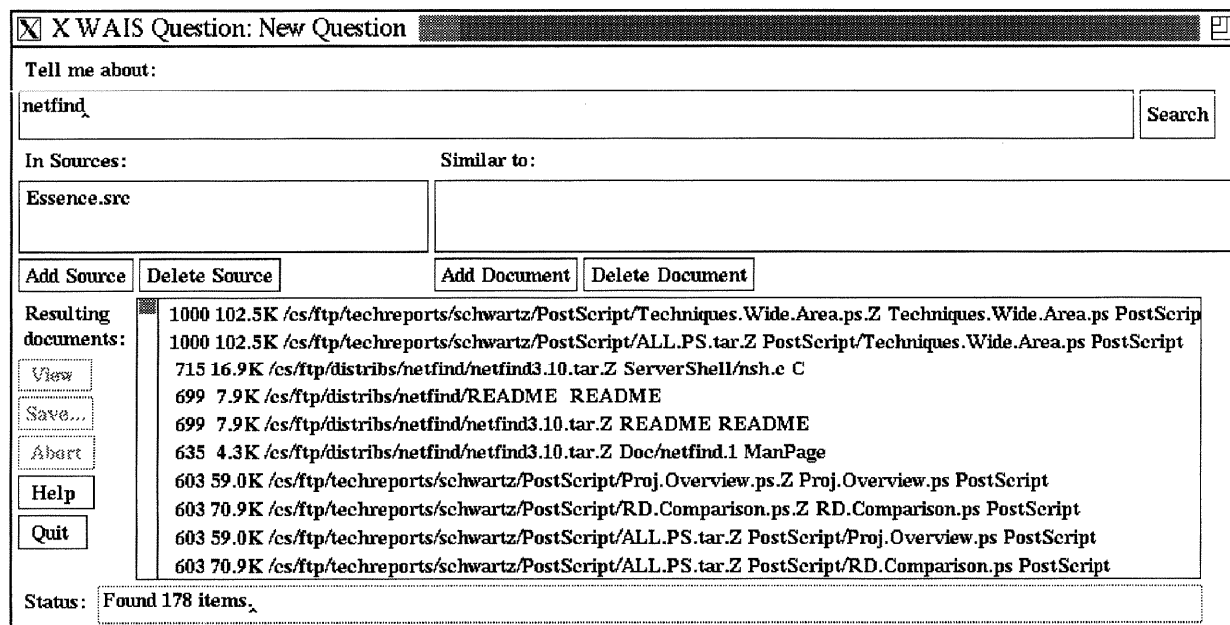 X WAIS Question: New Question
Tell me about:
netfind
Search
In Sources:
Similar to:
Essence.src
Add Source
Delete Source
Add Document
Delete Document
Resulting documents:
1000 102.5K /cs/ftp/techreports/schwartz/PostScript/Techniques.Wide.Area.ps.Z Techniques.Wide.Area.ps PostScrip
1000 102.5K /cs/ftp/techreports/schwartz/PostScript/ALL.PS.tar.Z PostScript/Techniques.Wide.Area.ps PostScript
715 16.9K /cs/ftp/distribs/netfind/netfind3.10.tar.Z ServerShell/nsh.c C
699 7.9K /cs/ftp/distribs/netfind/README README
699 7.9K /cs/ftp/distribs/netfind/netfind3.10.tar.Z README README
635 4.3K /cs/ftp/distribs/netfind/netfind3.10.tar.Z Doc/netfind.1 ManPage
603 59.0K /cs/ftp/techreports/schwartz/PostScript/Proj.Overview.ps.Z Proj.Overview.ps PostScript
603 70.9K /cs/ftp/techreports/schwartz/PostScript/RD.Comparison.ps.Z RD.Comparison.ps PostScript
603 59.0K /cs/ftp/techreports/schwartz/PostScript/ALL.PS.tar.Z PostScript/Proj.Overview.ps PostScript
603 70.9K /cs/ftp/techreports/schwartz/PostScript/ALL.PS.tar.Z PostScript/RD.Comparison.ps PostScript
View
Save...
Abort
Help
Quit
Status: Found 178 items.